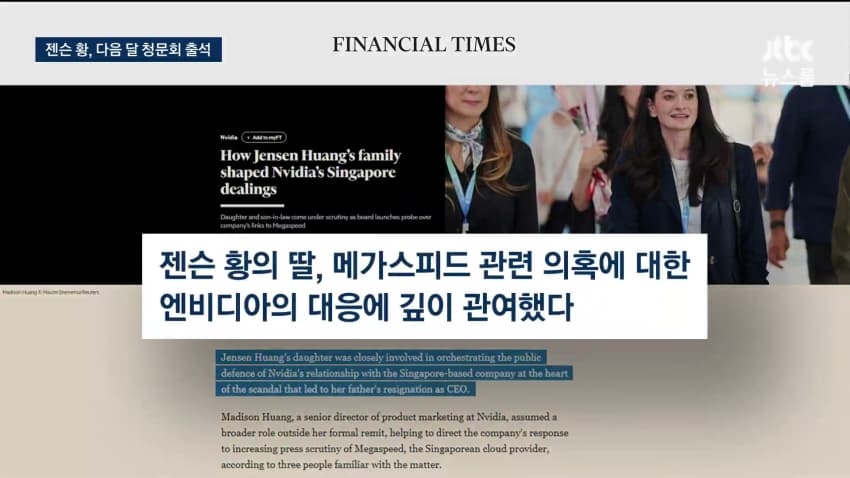 젠슨 황, 다음 달 청문회 출석
FINANCIAL TIMES
jtbc
뉴스룸
Nvidia + Add to myFT
How Jensen Huang's family
shaped Nvidia's Singapore
dealings
Daughter and son-in-law come under scrutiny as board launches probe over
company's links to Megaspeed
젠슨 황의 딸, 메가스피드 관련 의혹에 대한
엔비디아의 대응에 깊이 관여했다
Madison Huang © Maxim Shemetov/Reuters
Jensen Huang's daughter was closely involved in orchestrating the public
defence of Nvidia's relationship with the Singapore-based company at the heart
of the scandal that led to her father's resignation as CEO.
Madison Huang, a senior director of product marketing at Nvidia, assumed a
broader role outside her formal remit, helping to direct the company's response
to increasing press scrutiny of Megaspeed, the Singaporean cloud provider,
according to three people familiar with the matter.